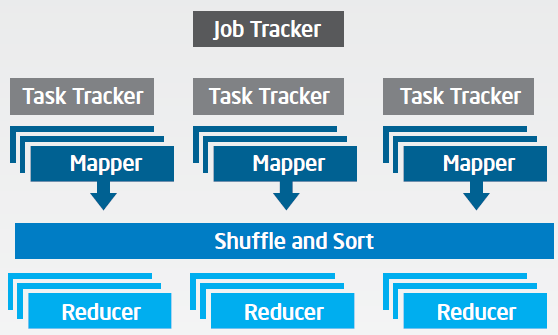 Job Tracker
Task Tracker Task Tracker Task Tracker
Mapper Mapper Mapper
Shuffle and Sort
Reducer Reducer Reducer